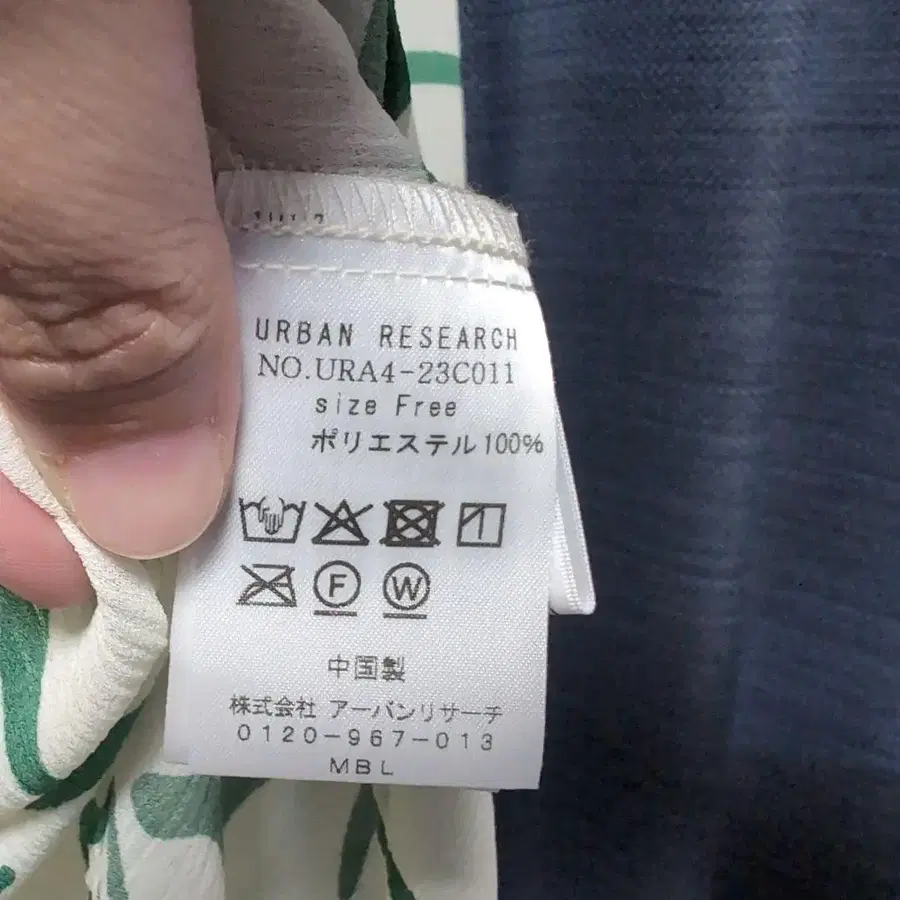 URBAN RESEARCH
NO.URA4-23C011
size Free
ポリエステル100%
F W
中国製
株式会社 アーバンリサーチ
0120-967-013
MBL